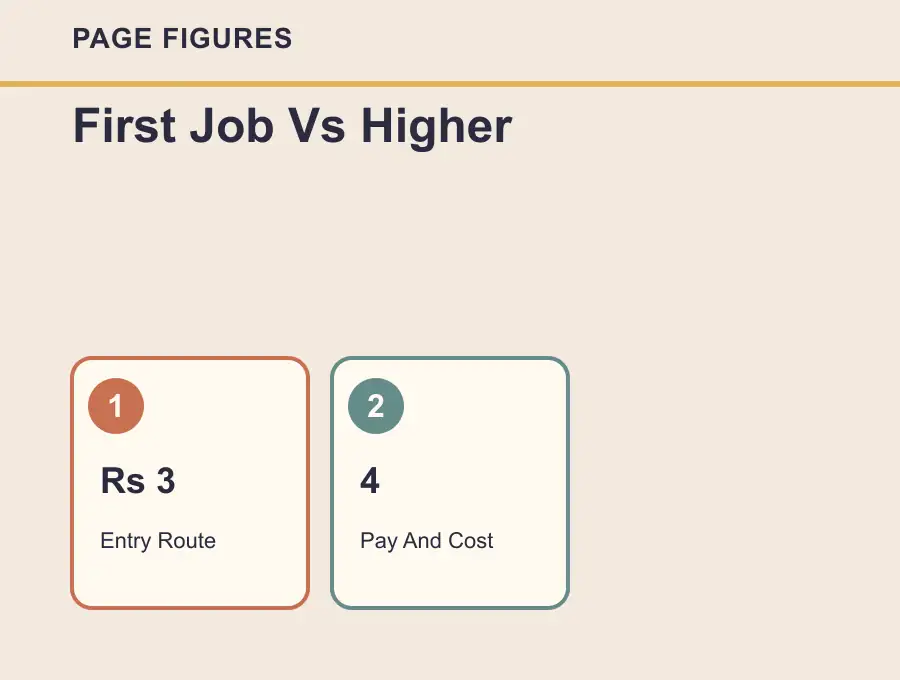 PAGE FIGURES
First Job Vs Higher
1
Rs 3
Entry Route
2
4
Pay And Cost